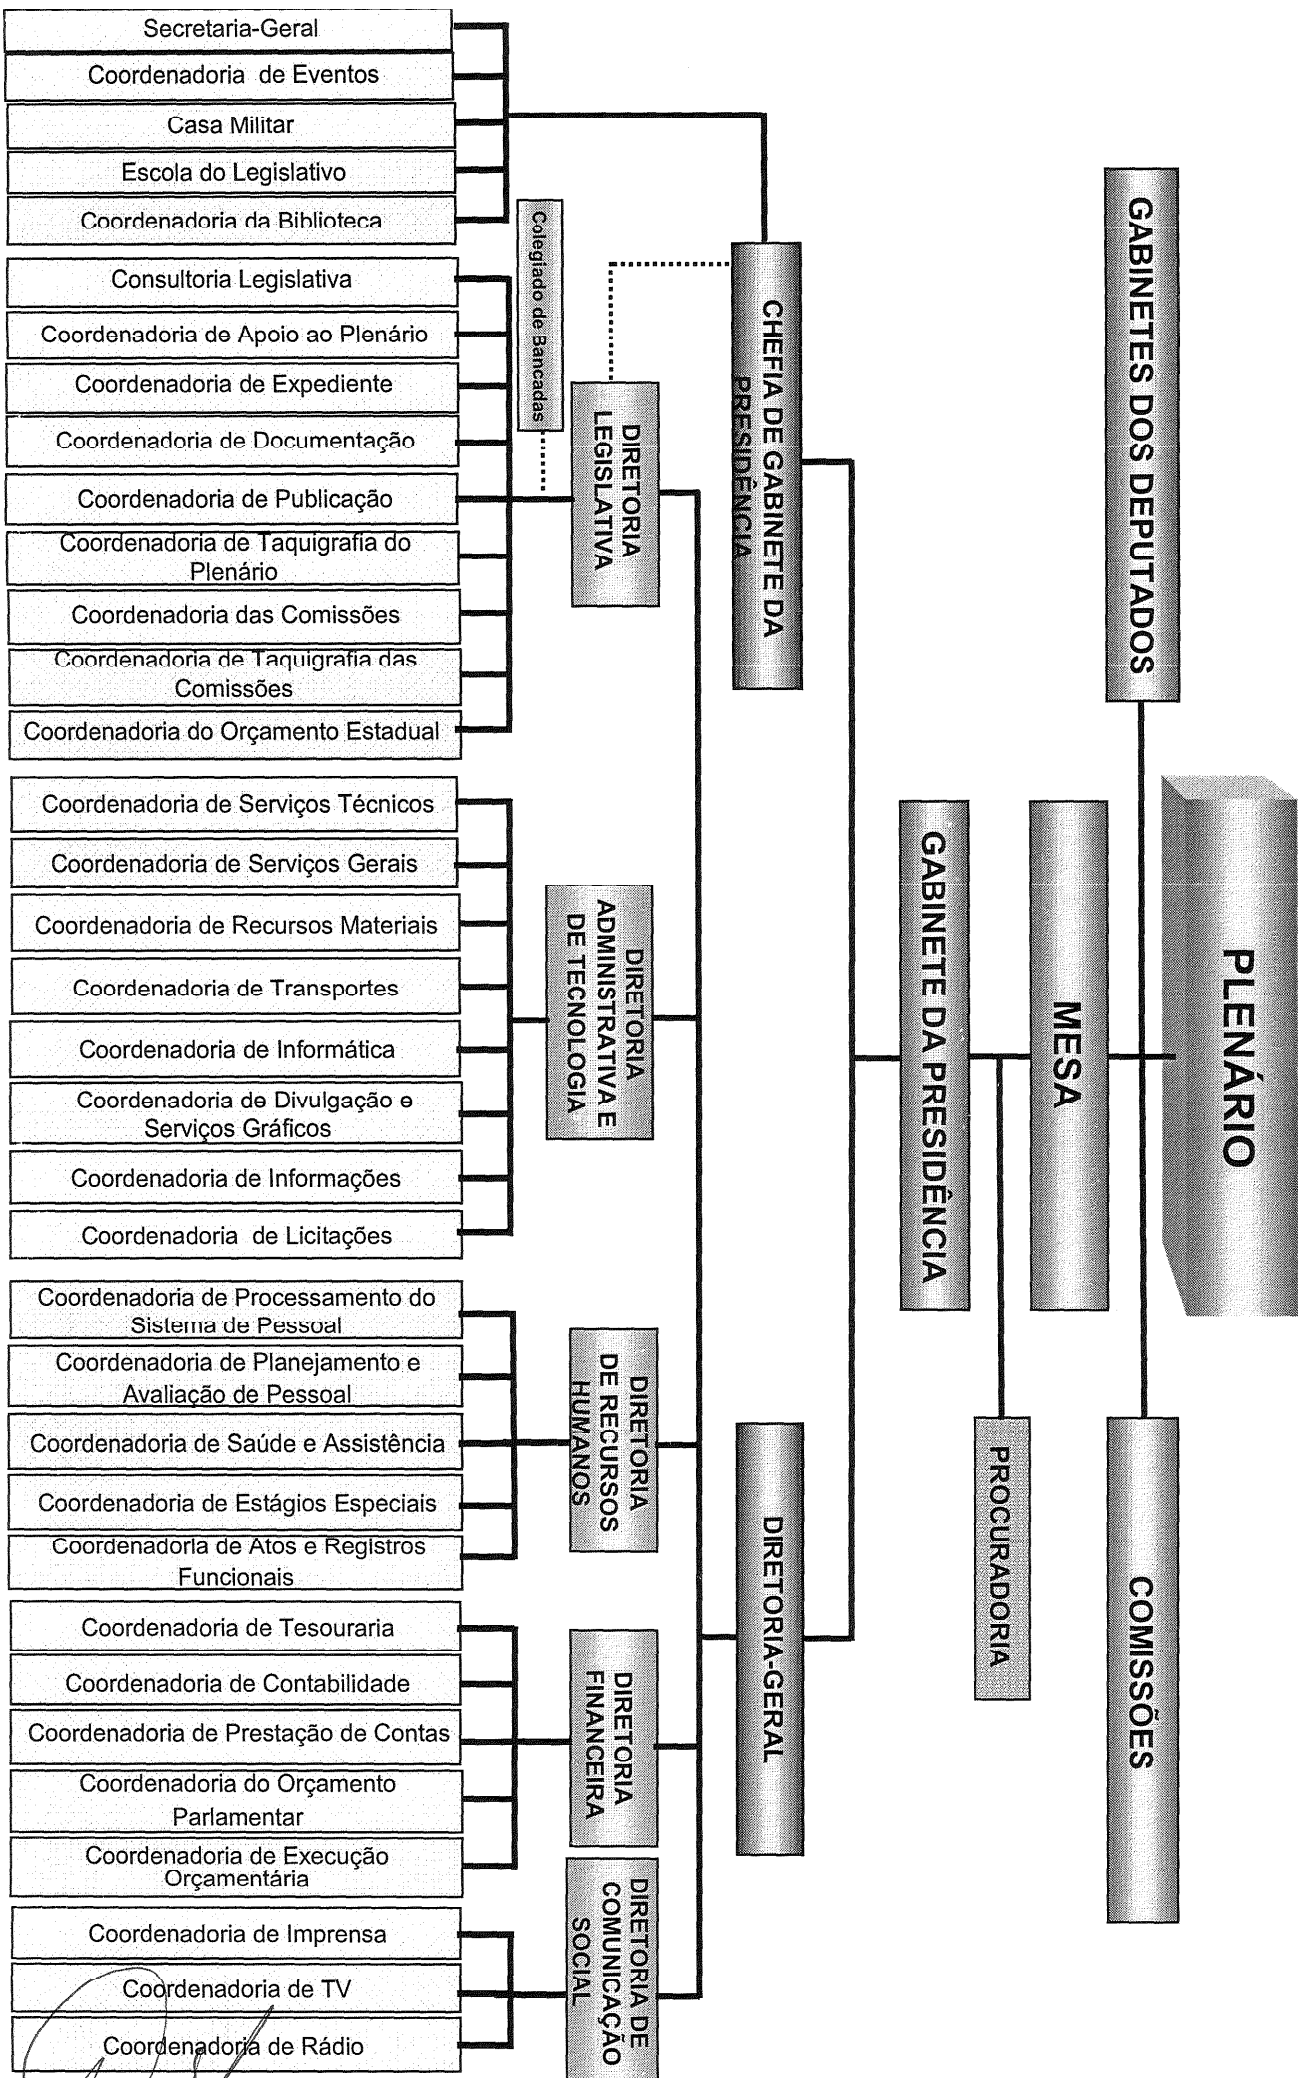 PLENÁRIO
GABINETES DOS DEPUTADOS
COMISSÕES
MESA
PROCURADORIA
GABINETE DA PRESIDÊNCIA
CHEFIA DE GABINETE DA
PRESIDÊNCIA
DIRETORIA-GERAL
DIRETORIA
LEGISLATIVA
DIRETORIA
ADMINISTRATIVA E
DE TECNOLOGIA
DIRETORIA
DE RECURSOS
HUMANOS
DIRETORIA
FINANCEIRA
DIRETORIA DE
COMUNICAÇÃO
SOCIAL
Colegiado de Bancadas
Secretaria-Geral
Coordenadoria de Eventos
Casa Militar
Escola do Legislativo
Coordenadoria da Biblioteca
Consultoria Legislativa
Coordenadoria de Apoio ao Plenário
Coordenadoria de Expediente
Coordenadoria de Documentação
Coordenadoria de Publicação
Coordenadoria de Taquigrafia do
Plenário
Coordenadoria das Comissões
Coordenadoria de Taquigrafia das
Comissões
Coordenadoria do Orçamento Estadual
Coordenadoria de Serviços Técnicos
Coordenadoria de Serviços Gerais
Coordenadoria de Recursos Materiais
Coordenadoria de Transportes
Coordenadoria de Informática
Coordenadoria de Divulgação e
Serviços Gráficos
Coordenadoria de Informações
Coordenadoria de Licitações
Coordenadoria de Processamento do
Sistema de Pessoal
Coordenadoria de Planejamento e
Avaliação de Pessoal
Coordenadoria de Saúde e Assistência
Coordenadoria de Estágios Especiais
Coordenadoria de Atos e Registros
Funcionais
Coordenadoria de Tesouraria
Coordenadoria de Contabilidade
Coordenadoria de Prestação de Contas
Coordenadoria do Orçamento
Parlamentar
Coordenadoria de Execução
Orçamentária
Coordenadoria de Imprensa
Coordenadoria de TV
Coordenadoria de Rádio